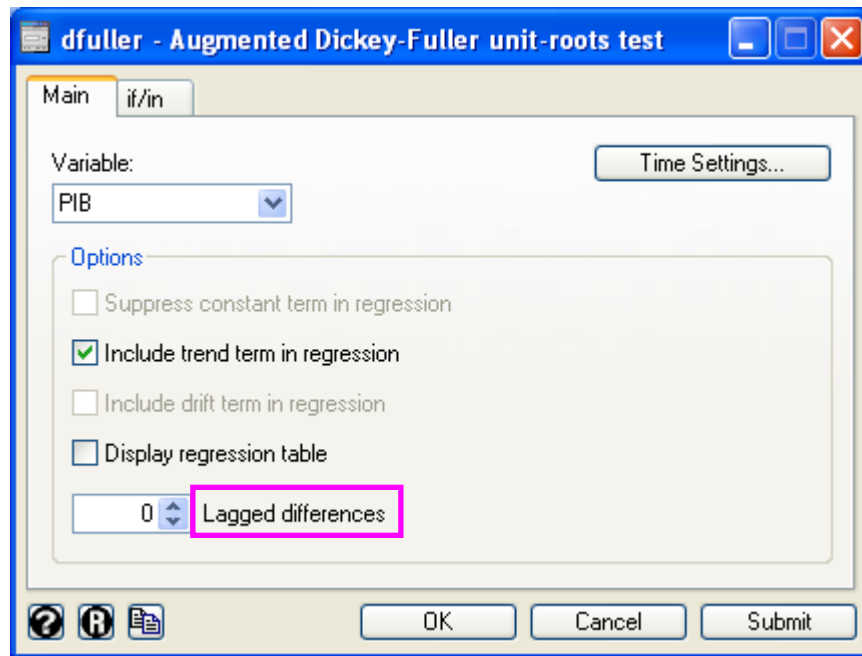 dfuller - Augmented Dickey-Fuller unit-roots test
Main if/in
Variable:
Time Settings...
PIB
Options
Suppress constant term in regression
Include trend term in regression
Include drift term in regression
Display regression table
0 Lagged differences
? R OK Cancel Submit